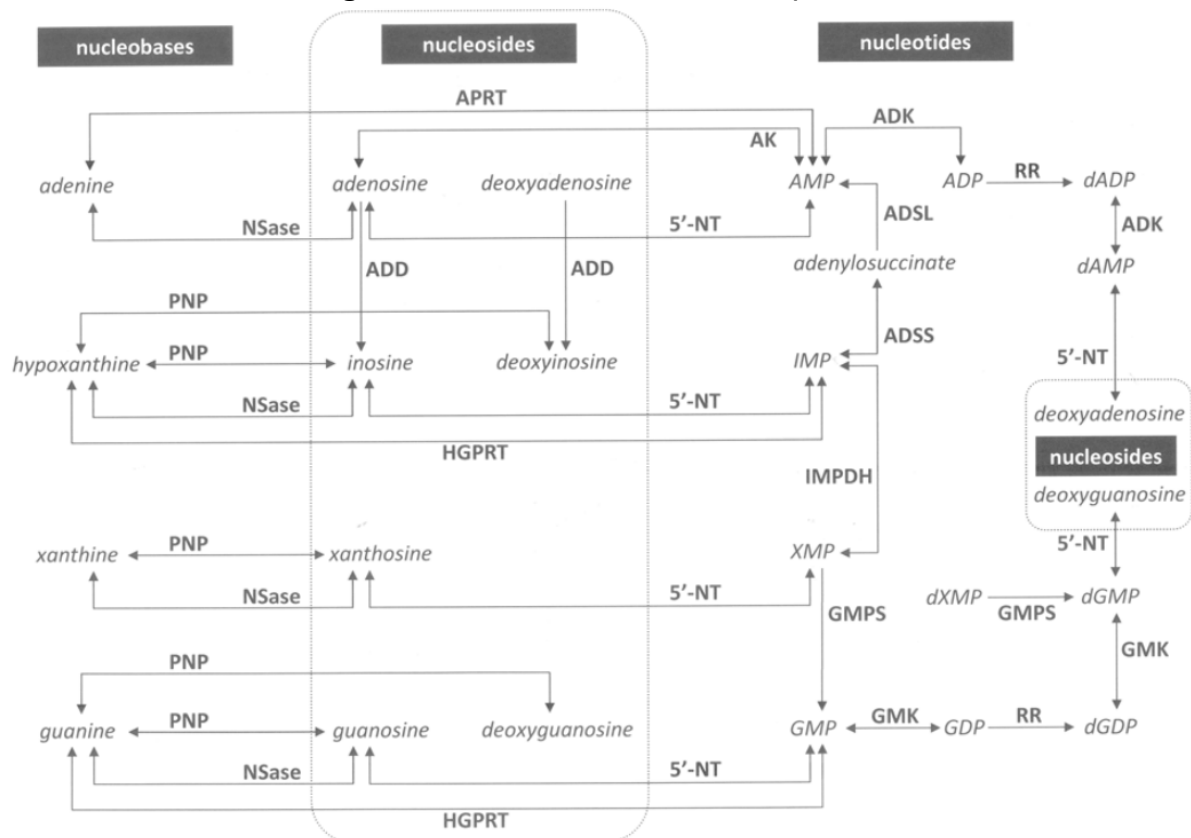 nucleobases nucleosides nucleotides
APRT
ADK
AK
adenine adenosine deoxyadenosine AMP ADP RR dADP
ADSL
NSase 5’-NT ADK
ADD ADD adenylosuccinate dAMP
PNP
ADSS
hypoxanthine PNP inosine deoxyinosine IMP 5’-NT
NSase 5’-NT
deoxyadenosine
HGPRT
nucleosides
IMPDH
deoxyguanosine
xanthine PNP xanthosine XMP 5’-NT
NSase 5’-NT
dXMP GMPS dGMP
GMPS
GMK
PNP
guanine PNP guanosine deoxyguanosine GMP GMK GDP RR dGDP
NSase 5’-NT
HGPRT